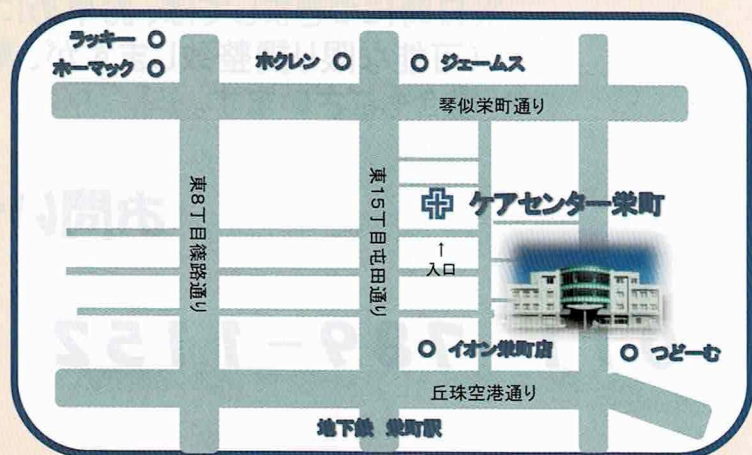 ラッキー
ホーマック
ホクレン
ジェームス
琴似栄町通り
東8丁目篠路通り
東15丁目屯田通り
ケアセンター栄町
↑
入口
イオン栄町店
つどーむ
丘珠空港通り
地下鉄 栄町駅